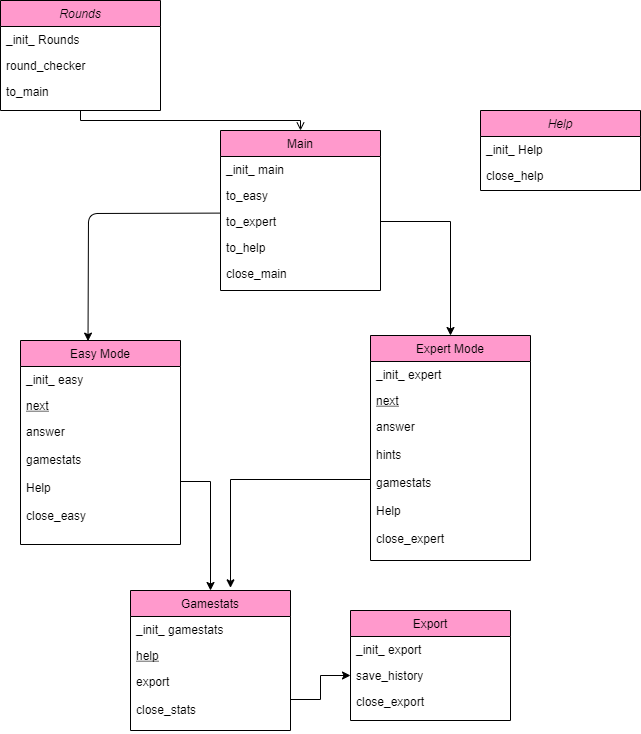 Rounds
_init_ Rounds
round_checker
to_main
Main
_init_ main
to_easy
to_expert
to_help
close_main
Help
_init_ Help
close_help
Easy Mode
_init_ easy
next
answer
gamestats
Help
close_easy
Expert Mode
_init_ expert
next
answer
hints
gamestats
Help
close_expert
Gamestats
_init_ gamestats
help
export
close_stats
Export
_init_ export
save_history
close_export